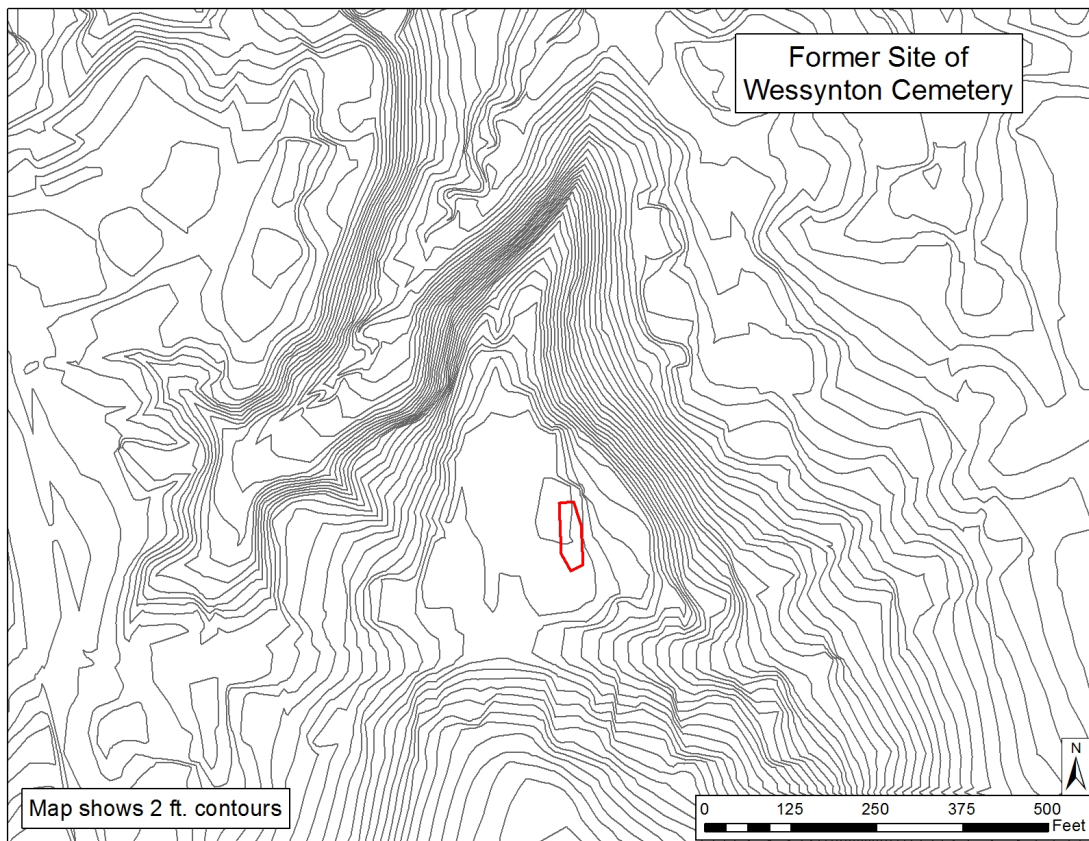 Former Site of
Wessynton Cemetery
Map shows 2 ft. contours
N
0 125 250 375 500
Feet